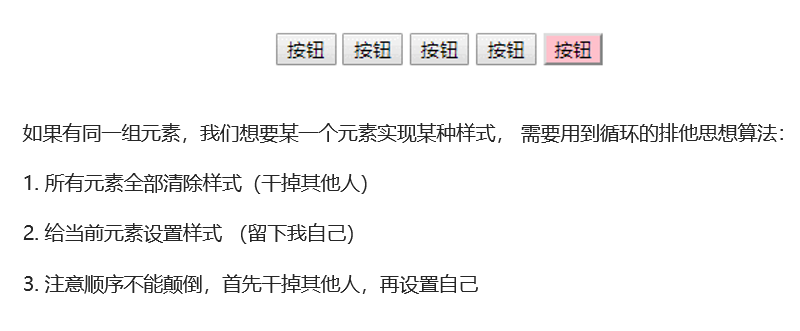 按钮 按钮 按钮 按钮 按钮
如果有同一组元素，我们想要某一个元素实现某种样式， 需要用到循环的排他思想算法：
1. 所有元素全部清除样式（干掉其他人）
2. 给当前元素设置样式 （留下我自己）
3. 注意顺序不能颠倒，首先干掉其他人，再设置自己